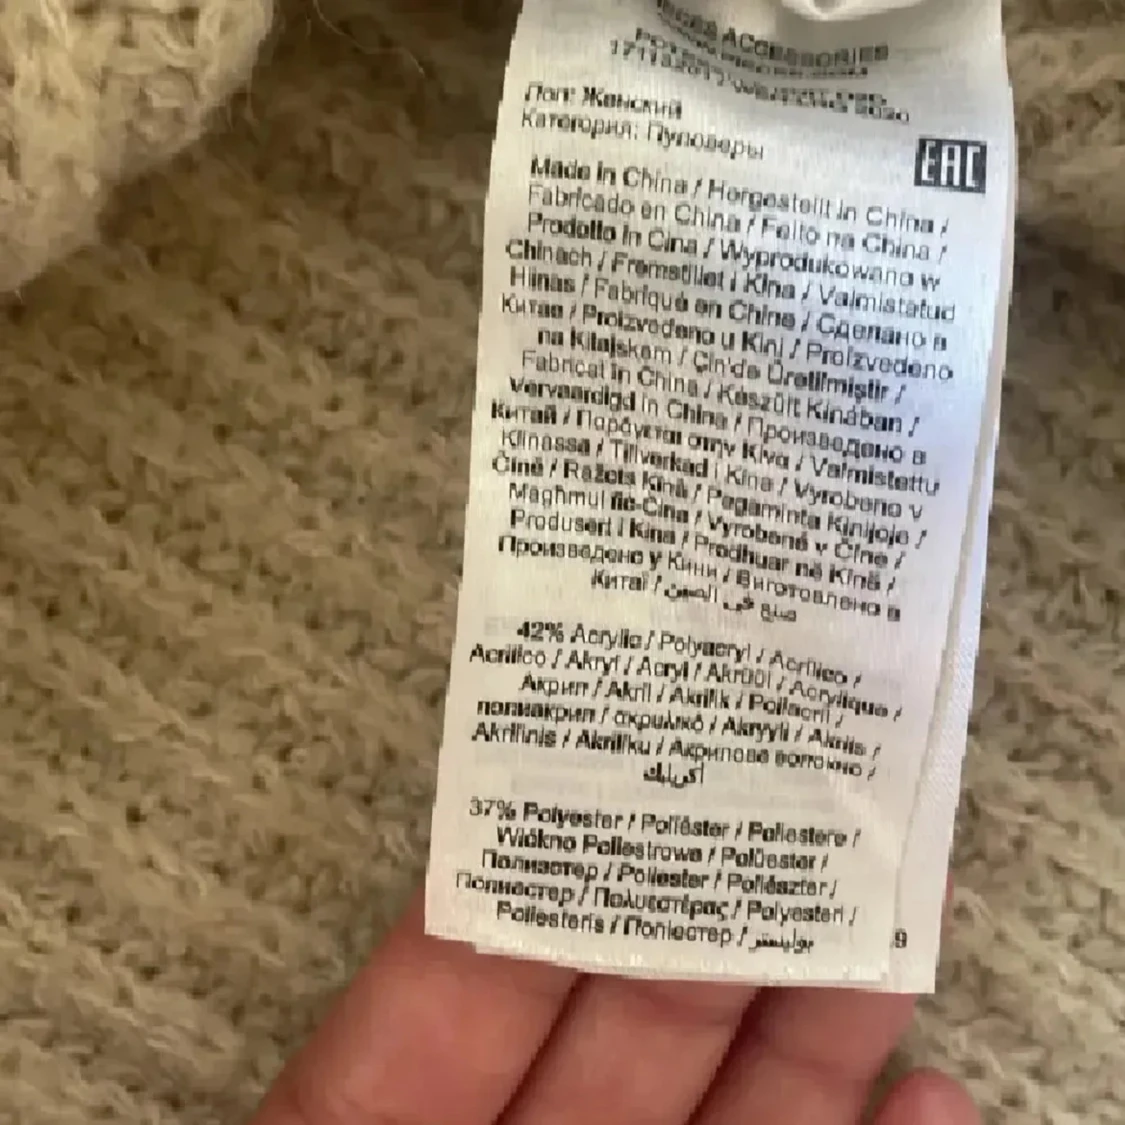 ACCESSORIES
Пол: Женский
Категория: Пуловеры
EAC
Made in China / Hergestellt in China /
Fabricado en China / Feito na China /
Prodotto in Cina / Wyprodukowano w
Chinach / Fremstillet i Kina / Valmistatud
Hiinas / Fabriqué en Chine / Сделано в
Китае / Proizvedeno u Kini / Proizvedeno
na Kitajskem / Çin'de Üretilmiştir /
Fabricat în China / Készült Kínában /
Vervaardigd in China / Произведено в
Китай / Παράγεται στην Κίνα / Valmistettu
Kiinassa / Tillverkad i Kina / Vyrobeno v
Číně / Ražots Ķīnā / Pagaminta Kinijoje /
Maghmul fiċ-Ċina / Vyrobené v Číne /
Produsert i Kina / Prodhuar në Kinë /
Произведено у Кини / Виготовлено в
Китаї / صنع في الصين
42% Acrylic / Polyacryl / Acrílico /
Acrilico / Akryl / Acryl / Akrüül / Acrylique /
Акрил / Akril / Akrilik / Poliacril /
полиакрил / ακρυλικό / Akryyli / Akrils /
Akrilinis / Akriliku / Акрилове волокно /
أكريليك
37% Polyester / Poliéster / Poliestere /
Włókno Poliestrowe / Polüester /
Полиэстер / Poliester / Poliészter /
Полиестер / Πολυεστέρας / Polyesteri /
Poliesteris / Поліестер / بوليستر
9